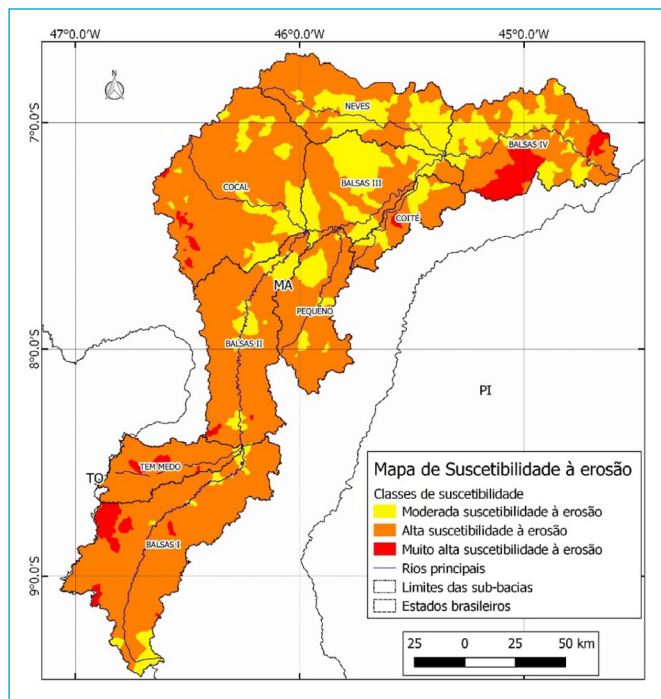 47°0.0'W 46°0.0'W 45°0.0'W
N
7°0.0'S
NEVES
BALSAS IV
COCAL
BALSAS III
COITÉ
MA
PEQUENO
8°0.0'S
BALSAS II
PI
TEM MEDO
TO
BALSAS I
9°0.0'S
Mapa de Suscetibilidade à erosão
Classes de suscetibilidade
Moderada suscetibilidade à erosão
Alta suscetibilidade à erosão
Muito alta suscetibilidade à erosão
Rios principais
Limites das sub-bacias
Estados brasileiros
25 0 25 50 km